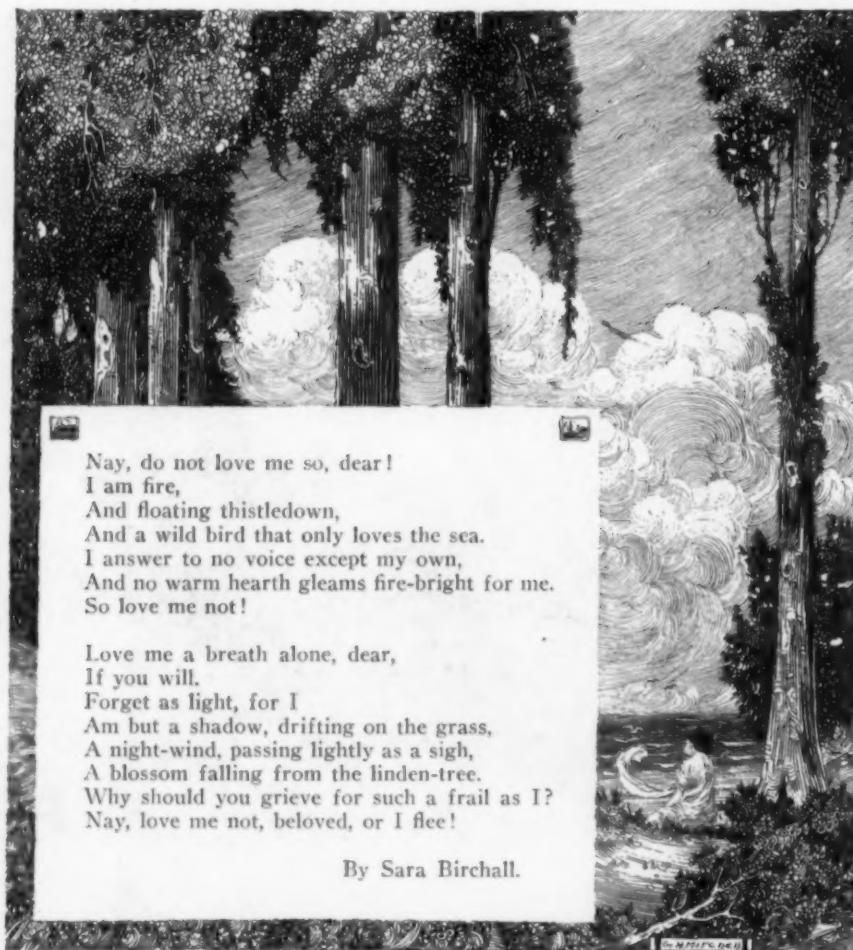 Nay, do not love me so, dear!
I am fire,
And floating thistledown,
And a wild bird that only loves the sea.
I answer to no voice except my own,
And no warm hearth gleams fire-bright for me.
So love me not!

Love me a breath alone, dear,
If you will.
Forget as light, for I
Am but a shadow, drifting on the grass,
A night-wind, passing lightly as a sigh,
A blossom falling from the linden-tree.
Why should you grieve for such a frail as I?
Nay, love me not, beloved, or I flee!

By Sara Birchall.